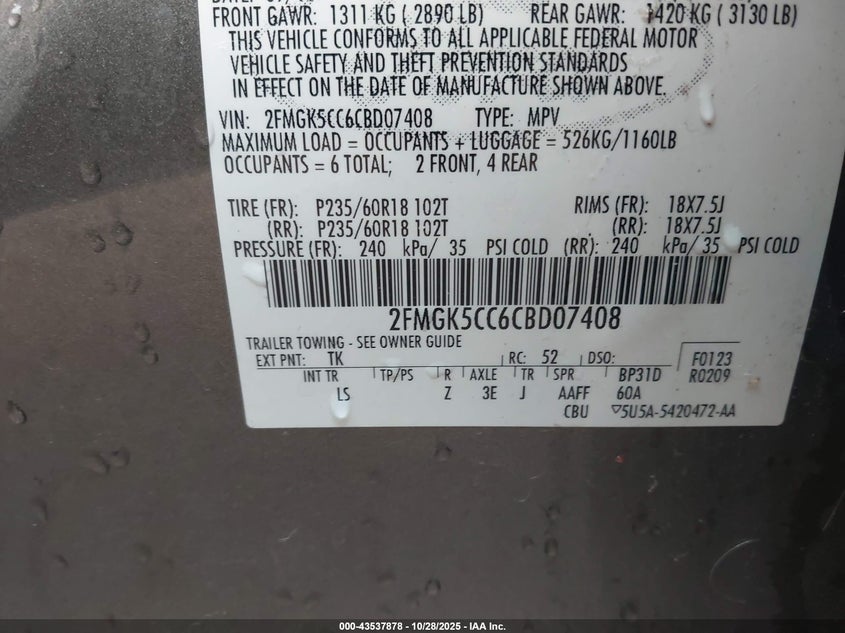 FRONT GAWR: 1311 KG ( 2890 LB) REAR GAWR: 1420 KG ( 3130 LB)
THIS VEHICLE CONFORMS TO ALL APPLICABLE FEDERAL MOTOR
VEHICLE SAFETY AND THEFT PREVENTION STANDARDS
IN EFFECT ON THE DATE OF MANUFACTURE SHOWN ABOVE.
VIN: 2FMGK5CC6CBD07408 TYPE: MPV
MAXIMUM LOAD = OCCUPANTS + LUGGAGE = 526KG/1160LB
OCCUPANTS = 6 TOTAL; 2 FRONT, 4 REAR
TIRE (FR): P235/60R18 102T RIMS (FR): 18X7.5J
(RR): P235/60R18 102T (RR): 18X7.5J
PRESSURE (FR): 240 kPa/ 35 PSI COLD (RR): 240 kPa/ 35 PSI COLD
2FMGK5CC6CBD07408
TRAILER TOWING - SEE OWNER GUIDE
EXT PNT: TK RC: 52 DSO: F0123
INT TR TP/PS R AXLE TR SPR BP31D R0209
LS Z 3E J AAFF 60A
CBU ▽5U5A-5420472-AA
000-43537878 - 10/28/2025 - IAA Inc.